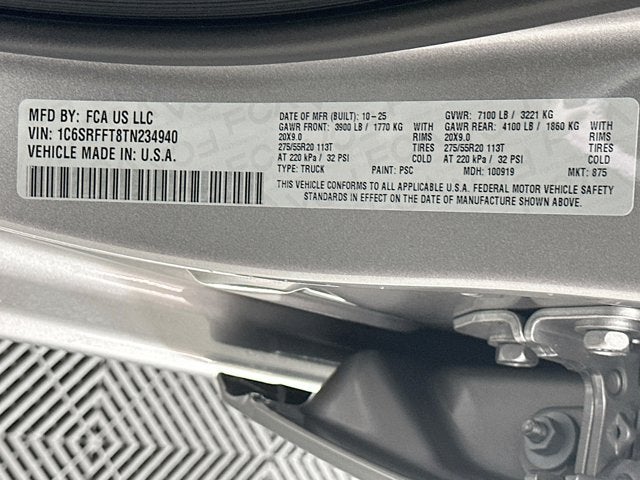 MFD BY: FCA US LLC
VIN: 1C6SRFFT8TN234940
VEHICLE MADE IN: U.S.A.
DATE OF MFR (BUILT): 10-25 GVWR: 7100 LB / 3221 KG
GAWR FRONT: 3900 LB / 1770 KG WITH GAWR REAR: 4100 LB / 1860 KG WITH
20X9.0 RIMS 20X9.0 RIMS
275/55R20 113T TIRES 275/55R20 113T TIRES
AT 220 kPa / 32 PSI COLD AT 220 kPa / 32 PSI COLD
TYPE: TRUCK PAINT: PSC MDH: 100919 MKT: 875
THIS VEHICLE CONFORMS TO ALL APPLICABLE U.S.A. FEDERAL MOTOR VEHICLE SAFETY
STANDARDS IN EFFECT ON THE DATE OF MANUFACTURE SHOWN ABOVE.